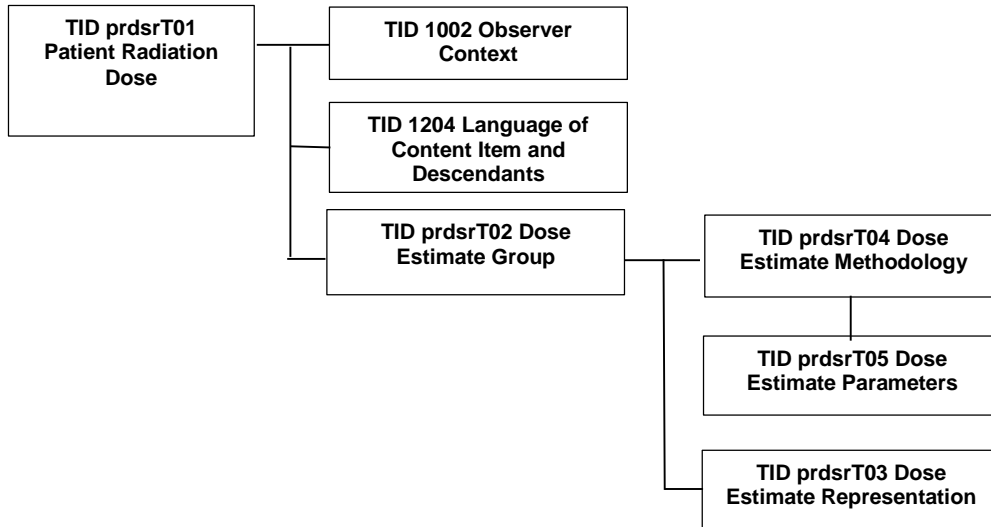 TID prdsrT01
Patient Radiation
Dose
TID 1002 Observer
Context
TID 1204 Language of
Content Item and
Descendants
TID prdsrT02 Dose
Estimate Group
TID prdsrT04 Dose
Estimate Methodology
TID prdsrT05 Dose
Estimate Parameters
TID prdsrT03 Dose
Estimate Representation